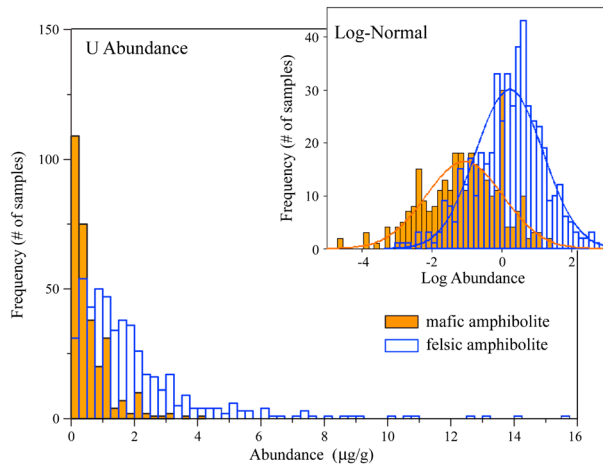 U Abundance
Frequency (# of samples)
150
100
50
0
0 2 4 6 8 10 12 14 16
Abundance (µg/g)
Log-Normal
Frequency (# of samples)
40
30
20
10
0
-4 -2 0 2
Log Abundance
mafic amphibolite
felsic amphibolite